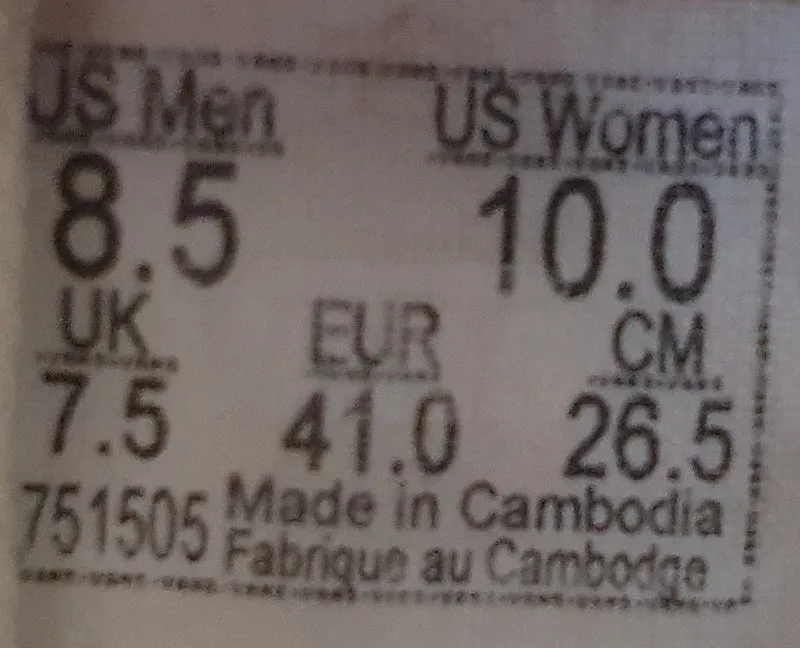 US Men US Women
8.5 10.0
UK EUR CM
7.5 41.0 26.5
751505 Made in Cambodia
Fabrique au Cambodge